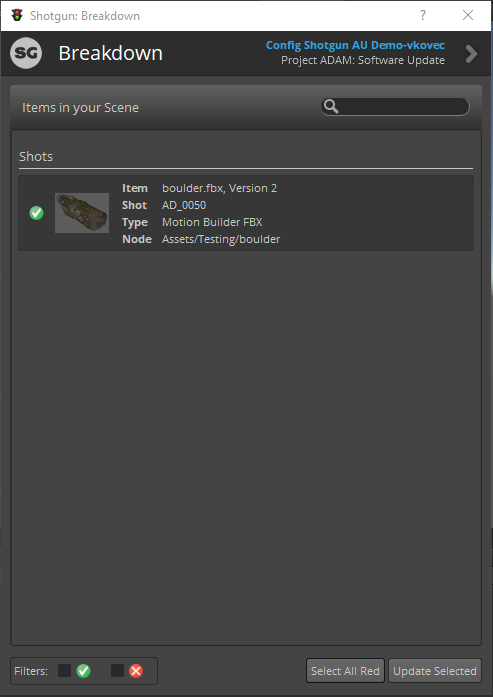 Shotgun: Breakdown
?
SG
Breakdown
Config Shotgun AU Demo-vkovec
Project ADAM: Software Update
Items in your Scene
Shots
Item boulder.fbx, Version 2
Shot AD_0050
Type Motion Builder FBX
Node Assets/Testing/boulder
Filters:
Select All Red
Update Selected